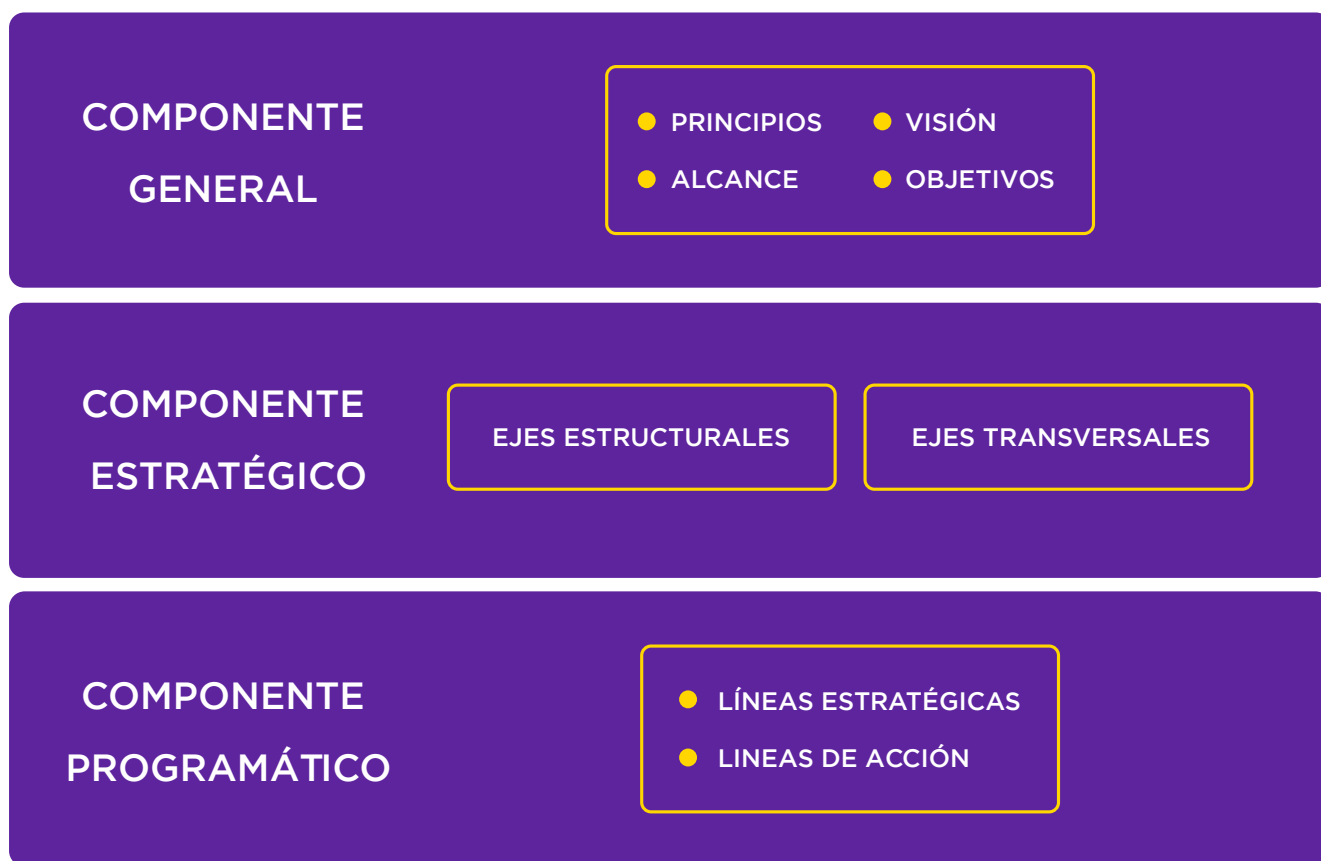 COMPONENTE
GENERAL
PRINCIPIOS
VISIÓN
ALCANCE
OBJETIVOS
COMPONENTE
ESTRATÉGICO
EJES ESTRUCTURALES
EJES TRANSVERSALES
COMPONENTE
PROGRAMÁTICO
LÍNEAS ESTRATÉGICAS
LINEAS DE ACCIÓN